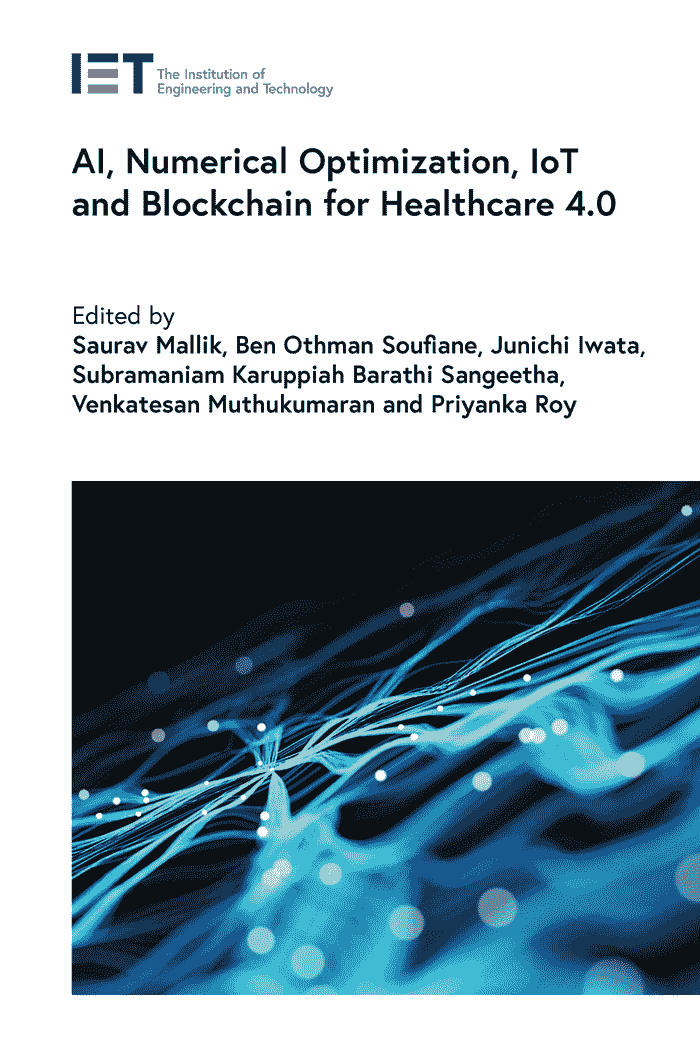 IET
The Institution of
Engineering and Technology
AI, Numerical Optimization, IoT
and Blockchain for Healthcare 4.0
Edited by
Saurav Mallik, Ben Othman Soufiane, Junichi Iwata,
Subramaniam Karuppiah Barathi Sangeetha,
Venkatesan Muthukumaran and Priyanka Roy